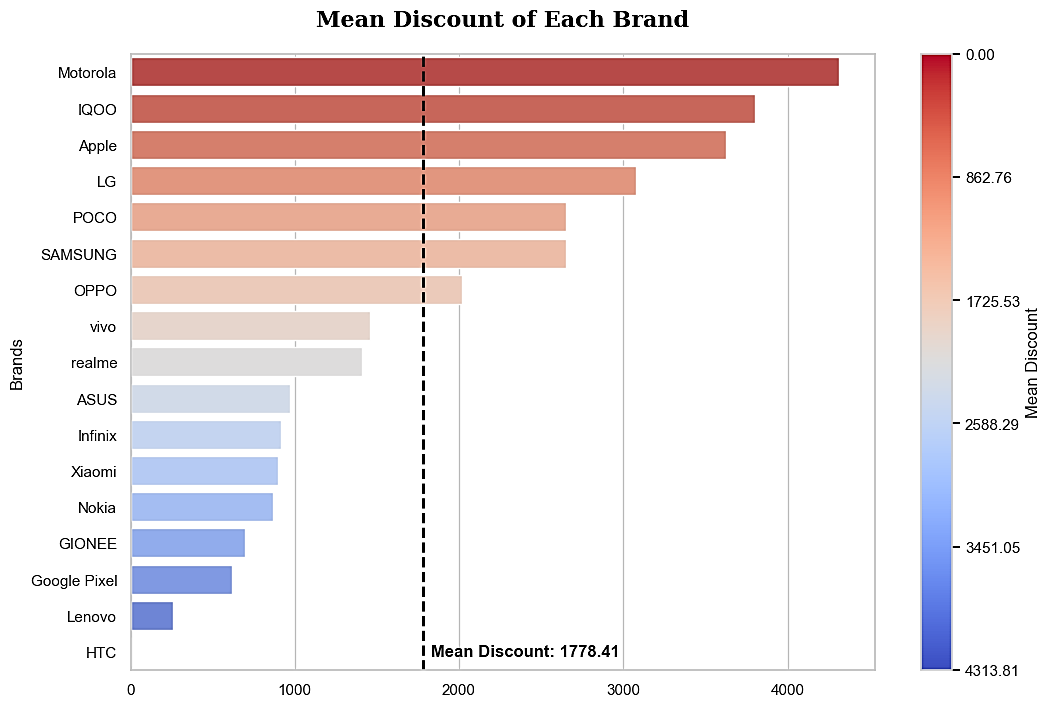 Mean Discount of Each Brand
Brands
Motorola
IQOO
Apple
LG
POCO
SAMSUNG
OPPO
vivo
realme
ASUS
Infinix
Xiaomi
Nokia
GIONEE
Google Pixel
Lenovo
HTC
Mean Discount: 1778.41
0
1000
2000
3000
4000
0.00
862.76
1725.53
2588.29
3451.05
4313.81
Mean Discount